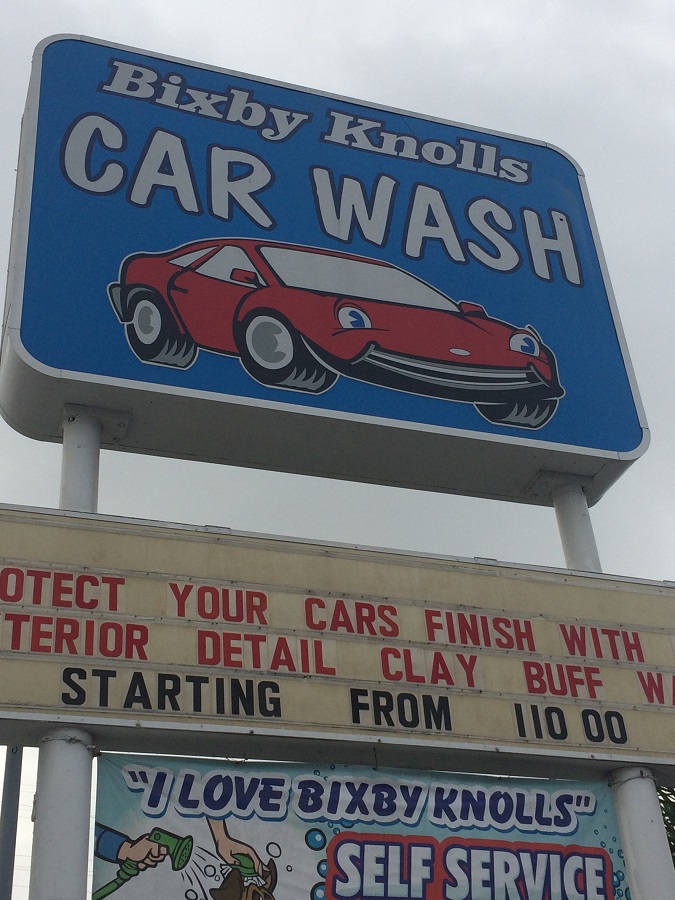 Bixby Knolls
CAR WASH
OTECT YOUR CARS FINISH WITH
TERIOR DETAIL CLAY BUFF WA
STARTING FROM 110 00
"I LOVE BIXBY KNOLLS"
SELF SERVICE